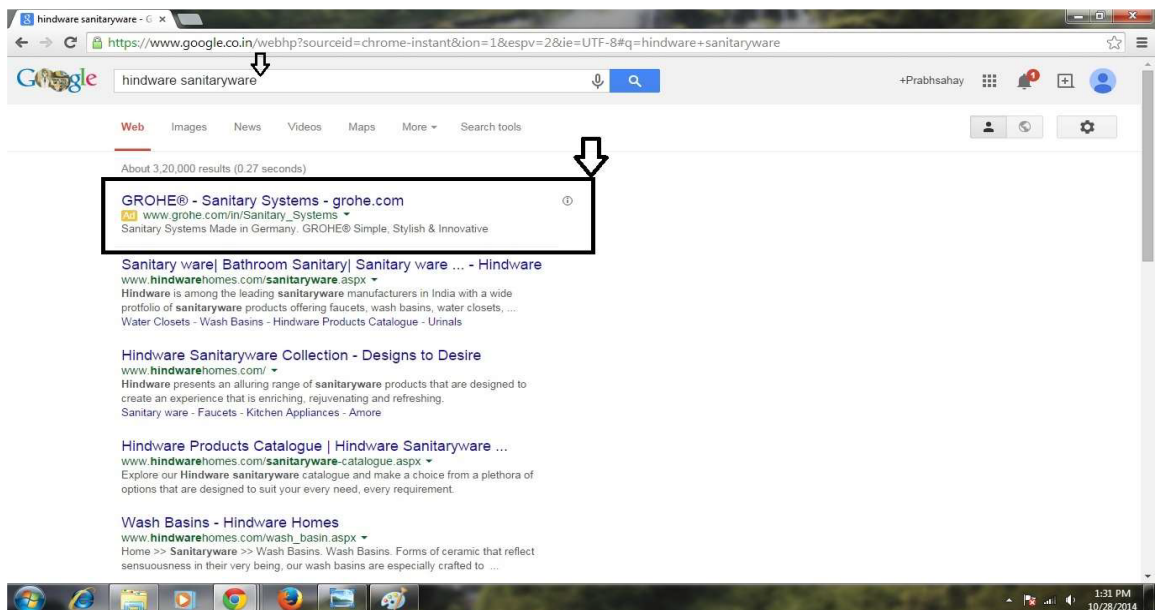 hindware sanitaryware - G
https://www.google.co.in/webhp?sourceid=chrome-instant&ion=1&espv=2&ie=UTF-8#q=hindware+sanitaryware
Google
hindware sanitaryware
+Prabhsahay
1
Web Images News Videos Maps More Search tools
About 3,20,000 results (0.27 seconds)
GROHE® - Sanitary Systems - grohe.com
Ad www.grohe.com/in/Sanitary_Systems
Sanitary Systems Made in Germany. GROHE® Simple, Stylish & Innovative
Sanitary ware| Bathroom Sanitary| Sanitary ware ... - Hindware
www.hindwarehomes.com/sanitaryware.aspx
Hindware is among the leading sanitaryware manufacturers in India with a wide
protfolio of sanitaryware products offering faucets, wash basins, water closets, ...
Water Closets - Wash Basins - Hindware Products Catalogue - Urinals
Hindware Sanitaryware Collection - Designs to Desire
www.hindwarehomes.com/
Hindware presents an alluring range of sanitaryware products that are designed to
create an experience that is enriching, rejuvenating and refreshing.
Sanitary ware - Faucets - Kitchen Appliances - Amore
Hindware Products Catalogue | Hindware Sanitaryware ...
www.hindwarehomes.com/sanitaryware-catalogue.aspx
Explore our Hindware sanitaryware catalogue and make a choice from a plethora of
options that are designed to suit your every need, every requirement.
Wash Basins - Hindware Homes
www.hindwarehomes.com/wash_basin.aspx
Home >> Sanitaryware >> Wash Basins. Wash Basins. Forms of ceramic that reflect
sensuousness in their very being, our wash basins are especially crafted to ...
1:31 PM
10/28/2014